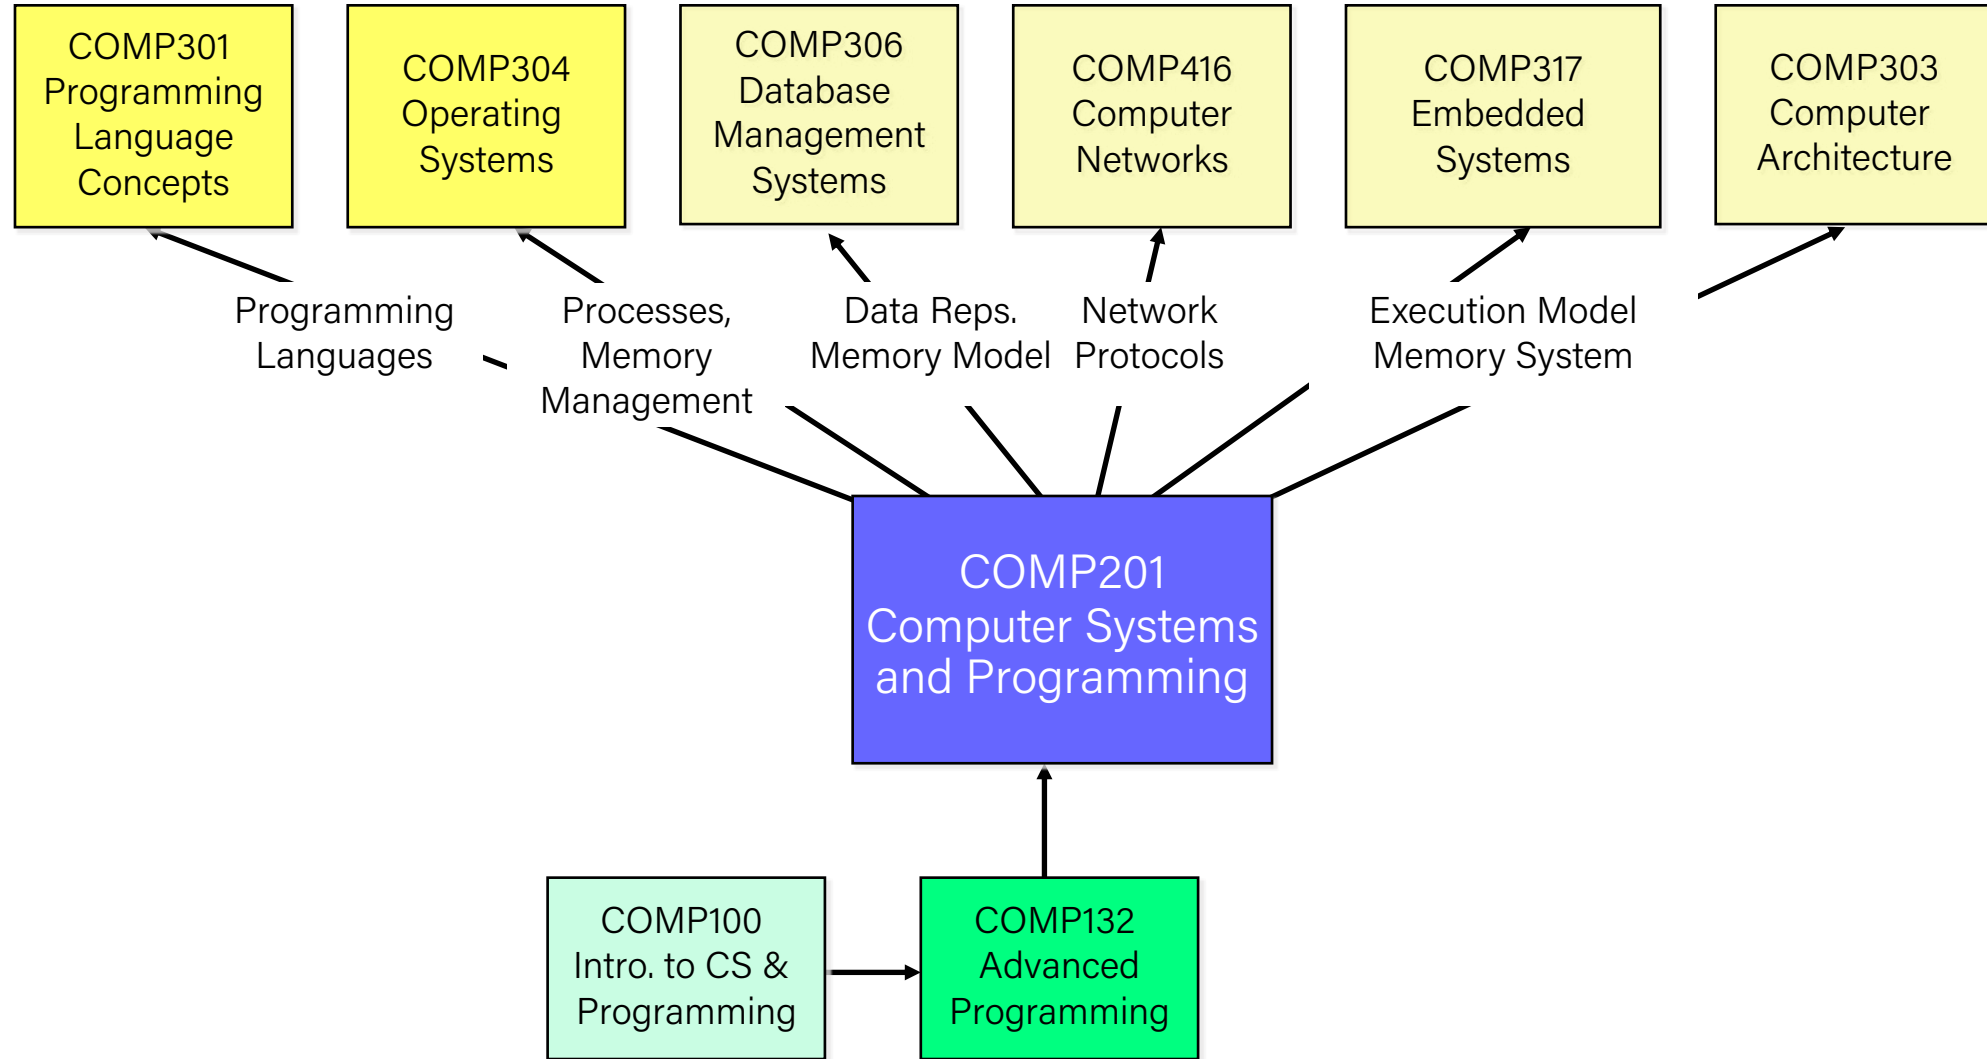 COMP301
Programming
Language
Concepts
COMP304
Operating
Systems
COMP306
Database
Management
Systems
COMP416
Computer
Networks
COMP317
Embedded
Systems
COMP303
Computer
Architecture
Programming
Languages
Processes,
Memory
Management
Data Reps.
Memory Model
Network
Protocols
Execution Model
Memory System
COMP201
Computer Systems
and Programming
COMP100
Intro. to CS &
Programming
COMP132
Advanced
Programming